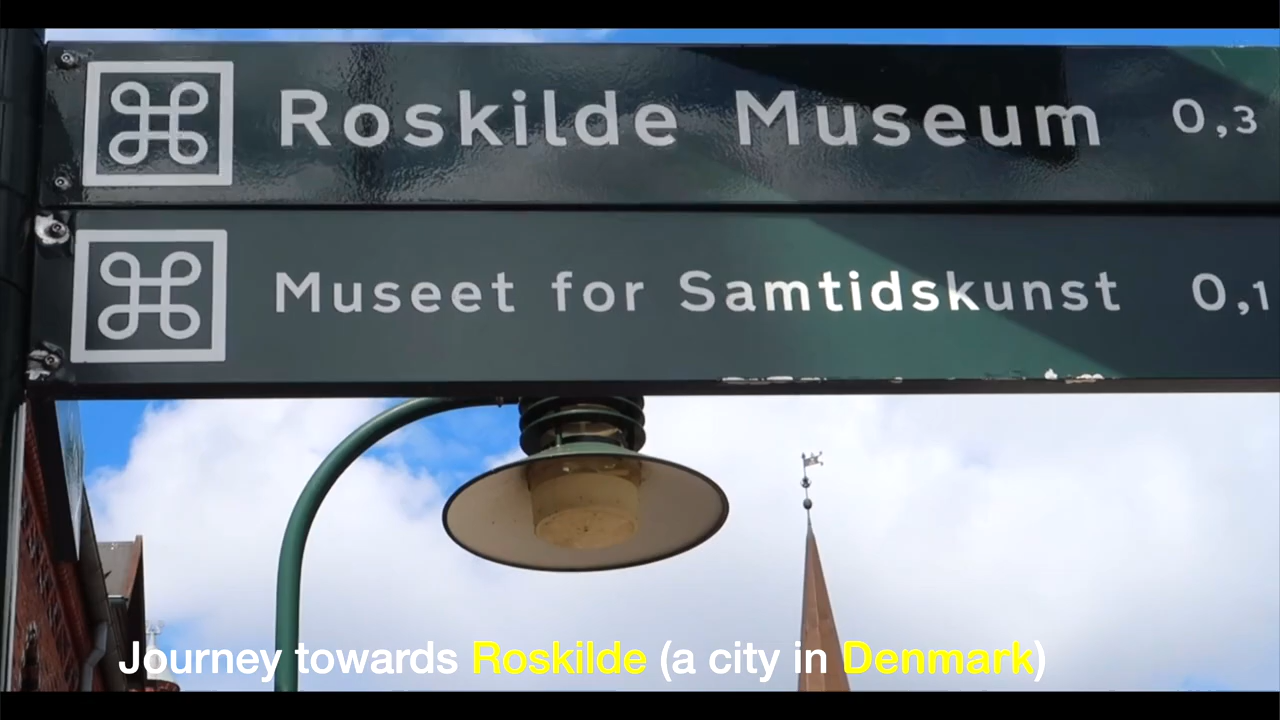 Roskilde Museum 0,3
Museet for Samtidskunst 0,1
Journey towards Roskilde (a city in Denmark)